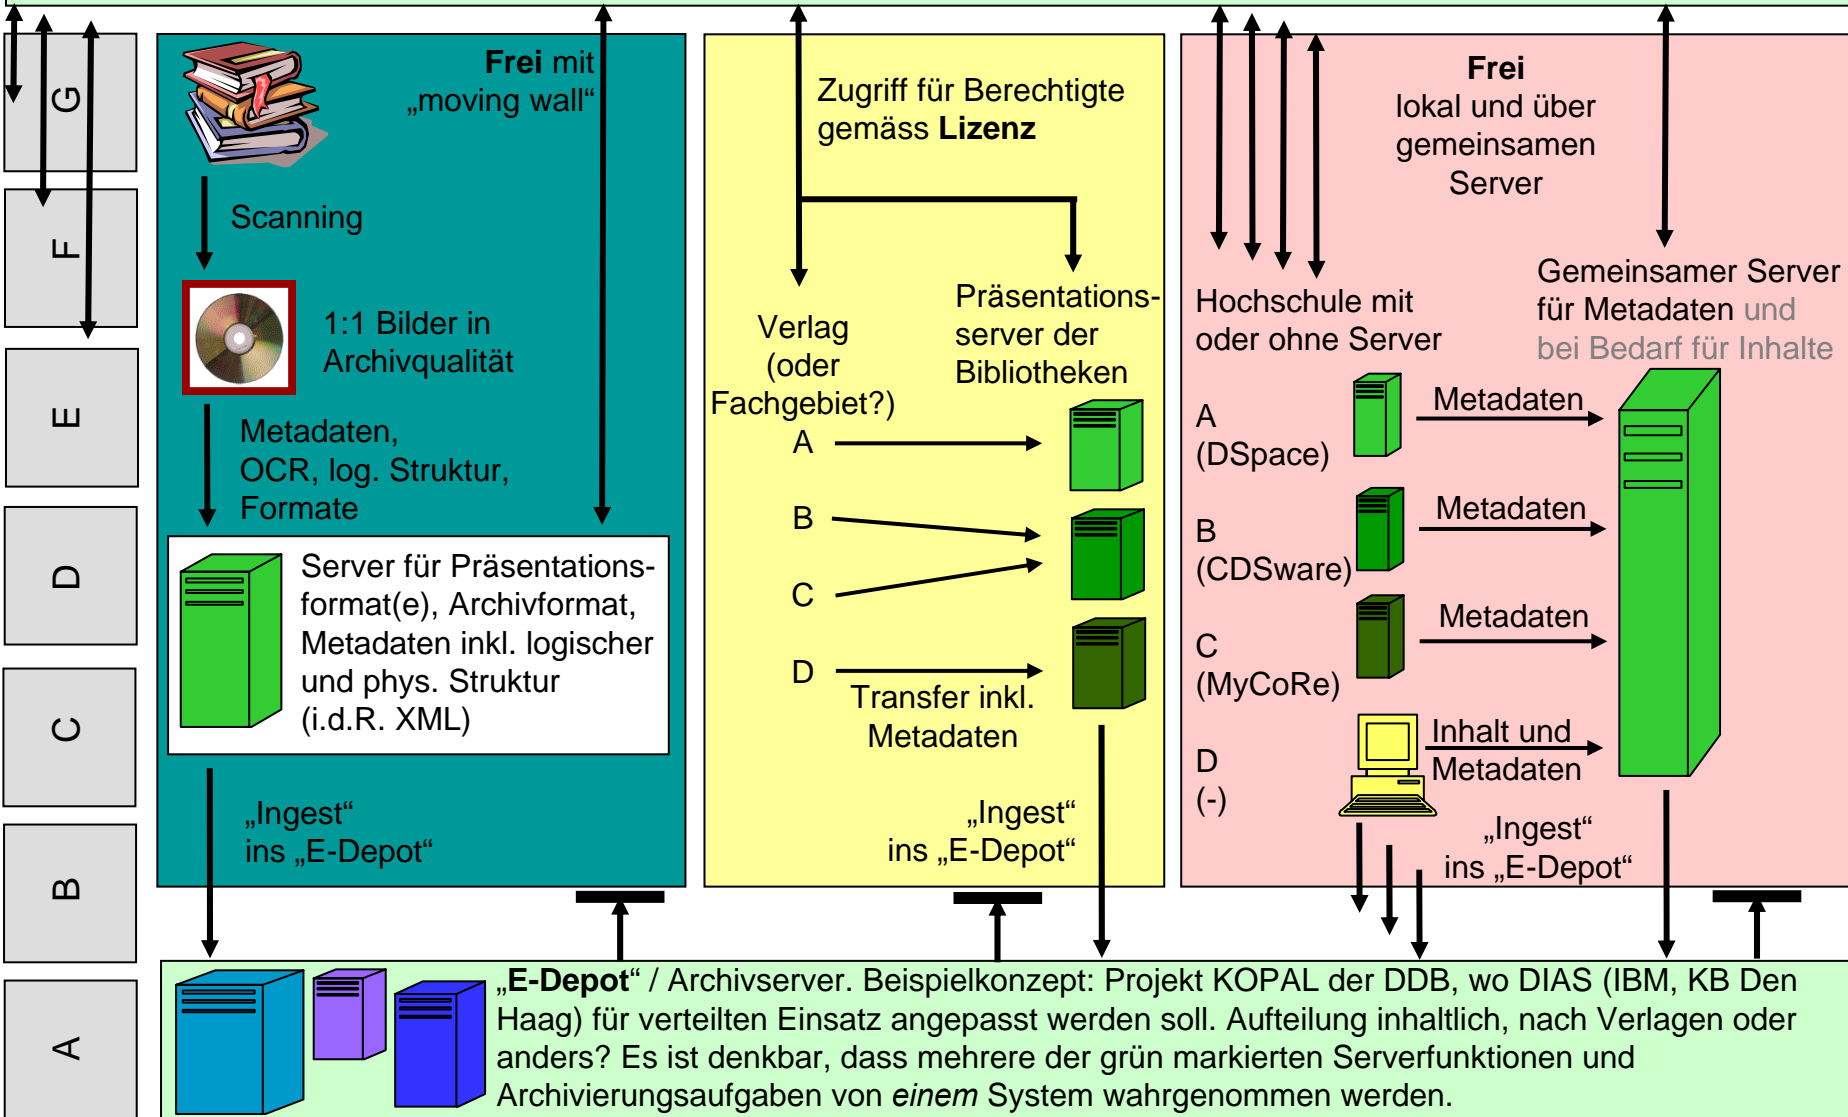 G
F
E
D
C
B
A
Frei mit
„moving wall“
Scanning
1:1 Bilder in
Archivqualität
Metadaten,
OCR, log. Struktur,
Formate
Server für Präsentations-
format(e), Archivformat,
Metadaten inkl. logischer
und phys. Struktur
(i.d.R. XML)
„Ingest“
ins „E-Depot“
Zugriff für Berechtigte
gemäss Lizenz
Verlag
(oder
Fachgebiet?)
Präsentations-
server der
Bibliotheken
A
B
C
D
Transfer inkl.
Metadaten
„Ingest“
ins „E-Depot“
Frei
lokal und über
gemeinsamen
Server
Hochschule mit
oder ohne Server
Gemeinsamer Server
für Metadaten und
bei Bedarf für Inhalte
A
(DSpace)
Metadaten
B
(CDSware)
Metadaten
C
(MyCoRe)
Metadaten
D
(-)
Inhalt und
Metadaten
„Ingest“
ins „E-Depot“
„E-Depot“ / Archivserver. Beispielkonzept: Projekt KOPAL der DDB, wo DIAS (IBM, KB Den
Haag) für verteilten Einsatz angepasst werden soll. Aufteilung inhaltlich, nach Verlagen oder
anders? Es ist denkbar, dass mehrere der grün markierten Serverfunktionen und
Archivierungsaufgaben von einem System wahrgenommen werden.